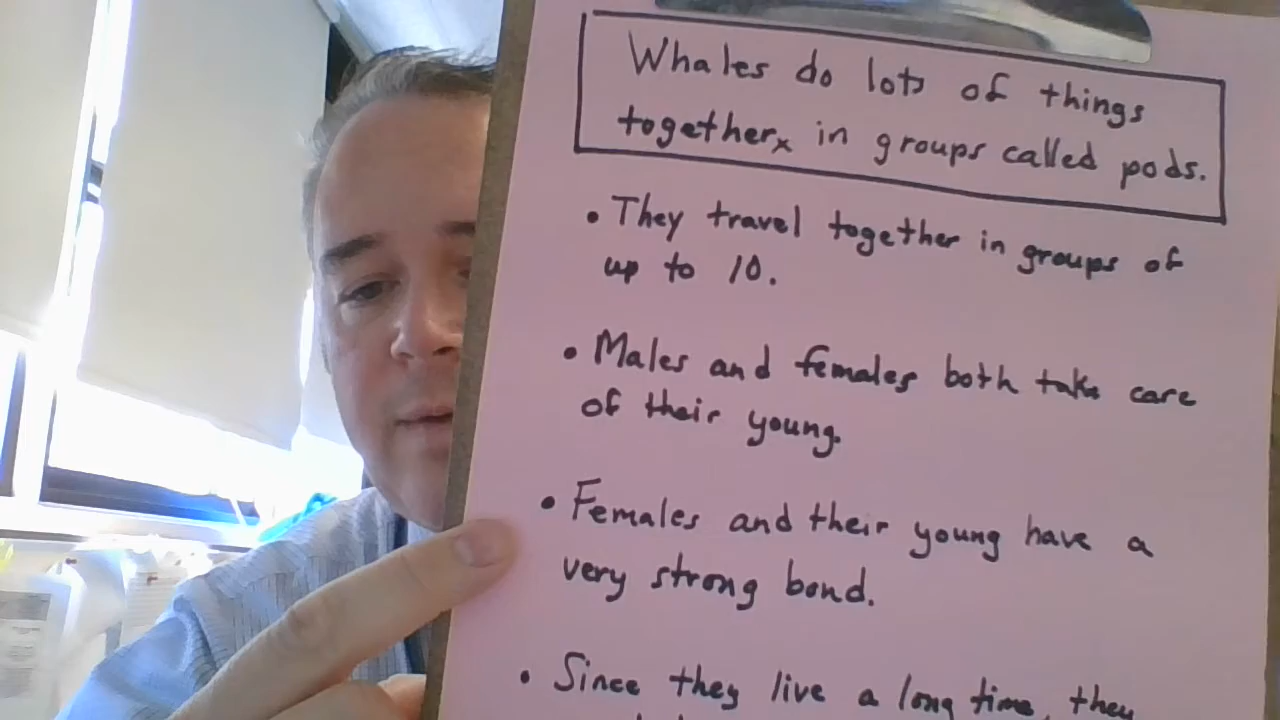 Whales do lots of things
together, in groups called pods.
• They travel together in groups of
up to 10.
• Males and females both take care
of their young.
• Females and their young have a
very strong bond.
• Since they live a long time, they